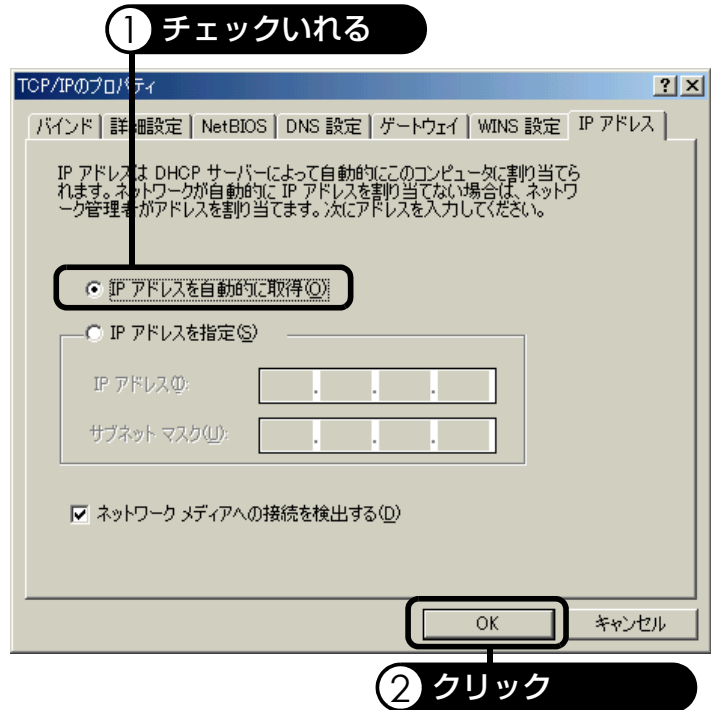 ① チェックいれる
TCP/IPのプロパティ
バインド 詳細設定 NetBIOS DNS 設定 ゲートウェイ WINS 設定 IP アドレス
IP アドレスは DHCP サーバーによって自動的にこのコンピュータに割り当てら
れます。ネットワークが自動的に IP アドレスを割り当てない場合は、ネットワ
ーク管理者がアドレスを割り当てます。次にアドレスを入力してください。
IP アドレスを自動的に取得(O)
IP アドレスを指定(S)
IP アドレス(I):
サブネット マスク(U):
ネットワーク メディアへの接続を検出する(D)
OK キャンセル
② クリック